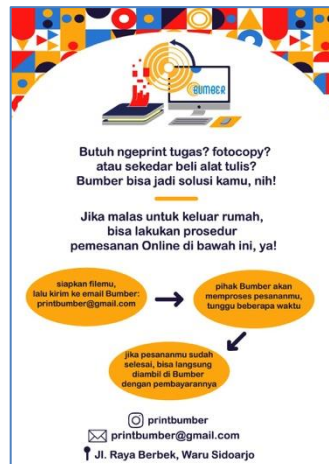 BUMBER
Butuh ngeprint tugas? fotocopy?
atau sekedar beli alat tulis?
Bumber bisa jadi solusi kamu, nih!
Jika malas untuk keluar rumah,
bisa lakukan prosedur
pemesanan Online di bawah ini, ya!
siapkan filemu,
lalu kirim ke email Bumber:
printbumber@gmail.com
pihak Bumber akan
memproses pesananmu,
tunggu beberapa waktu
jika pesananmu sudah
selesai, bisa langsung
diambil di Bumber
dengan pembayarannya
printbumber
printbumber@gmail.com
Jl. Raya Berbek, Waru Sidoarjo